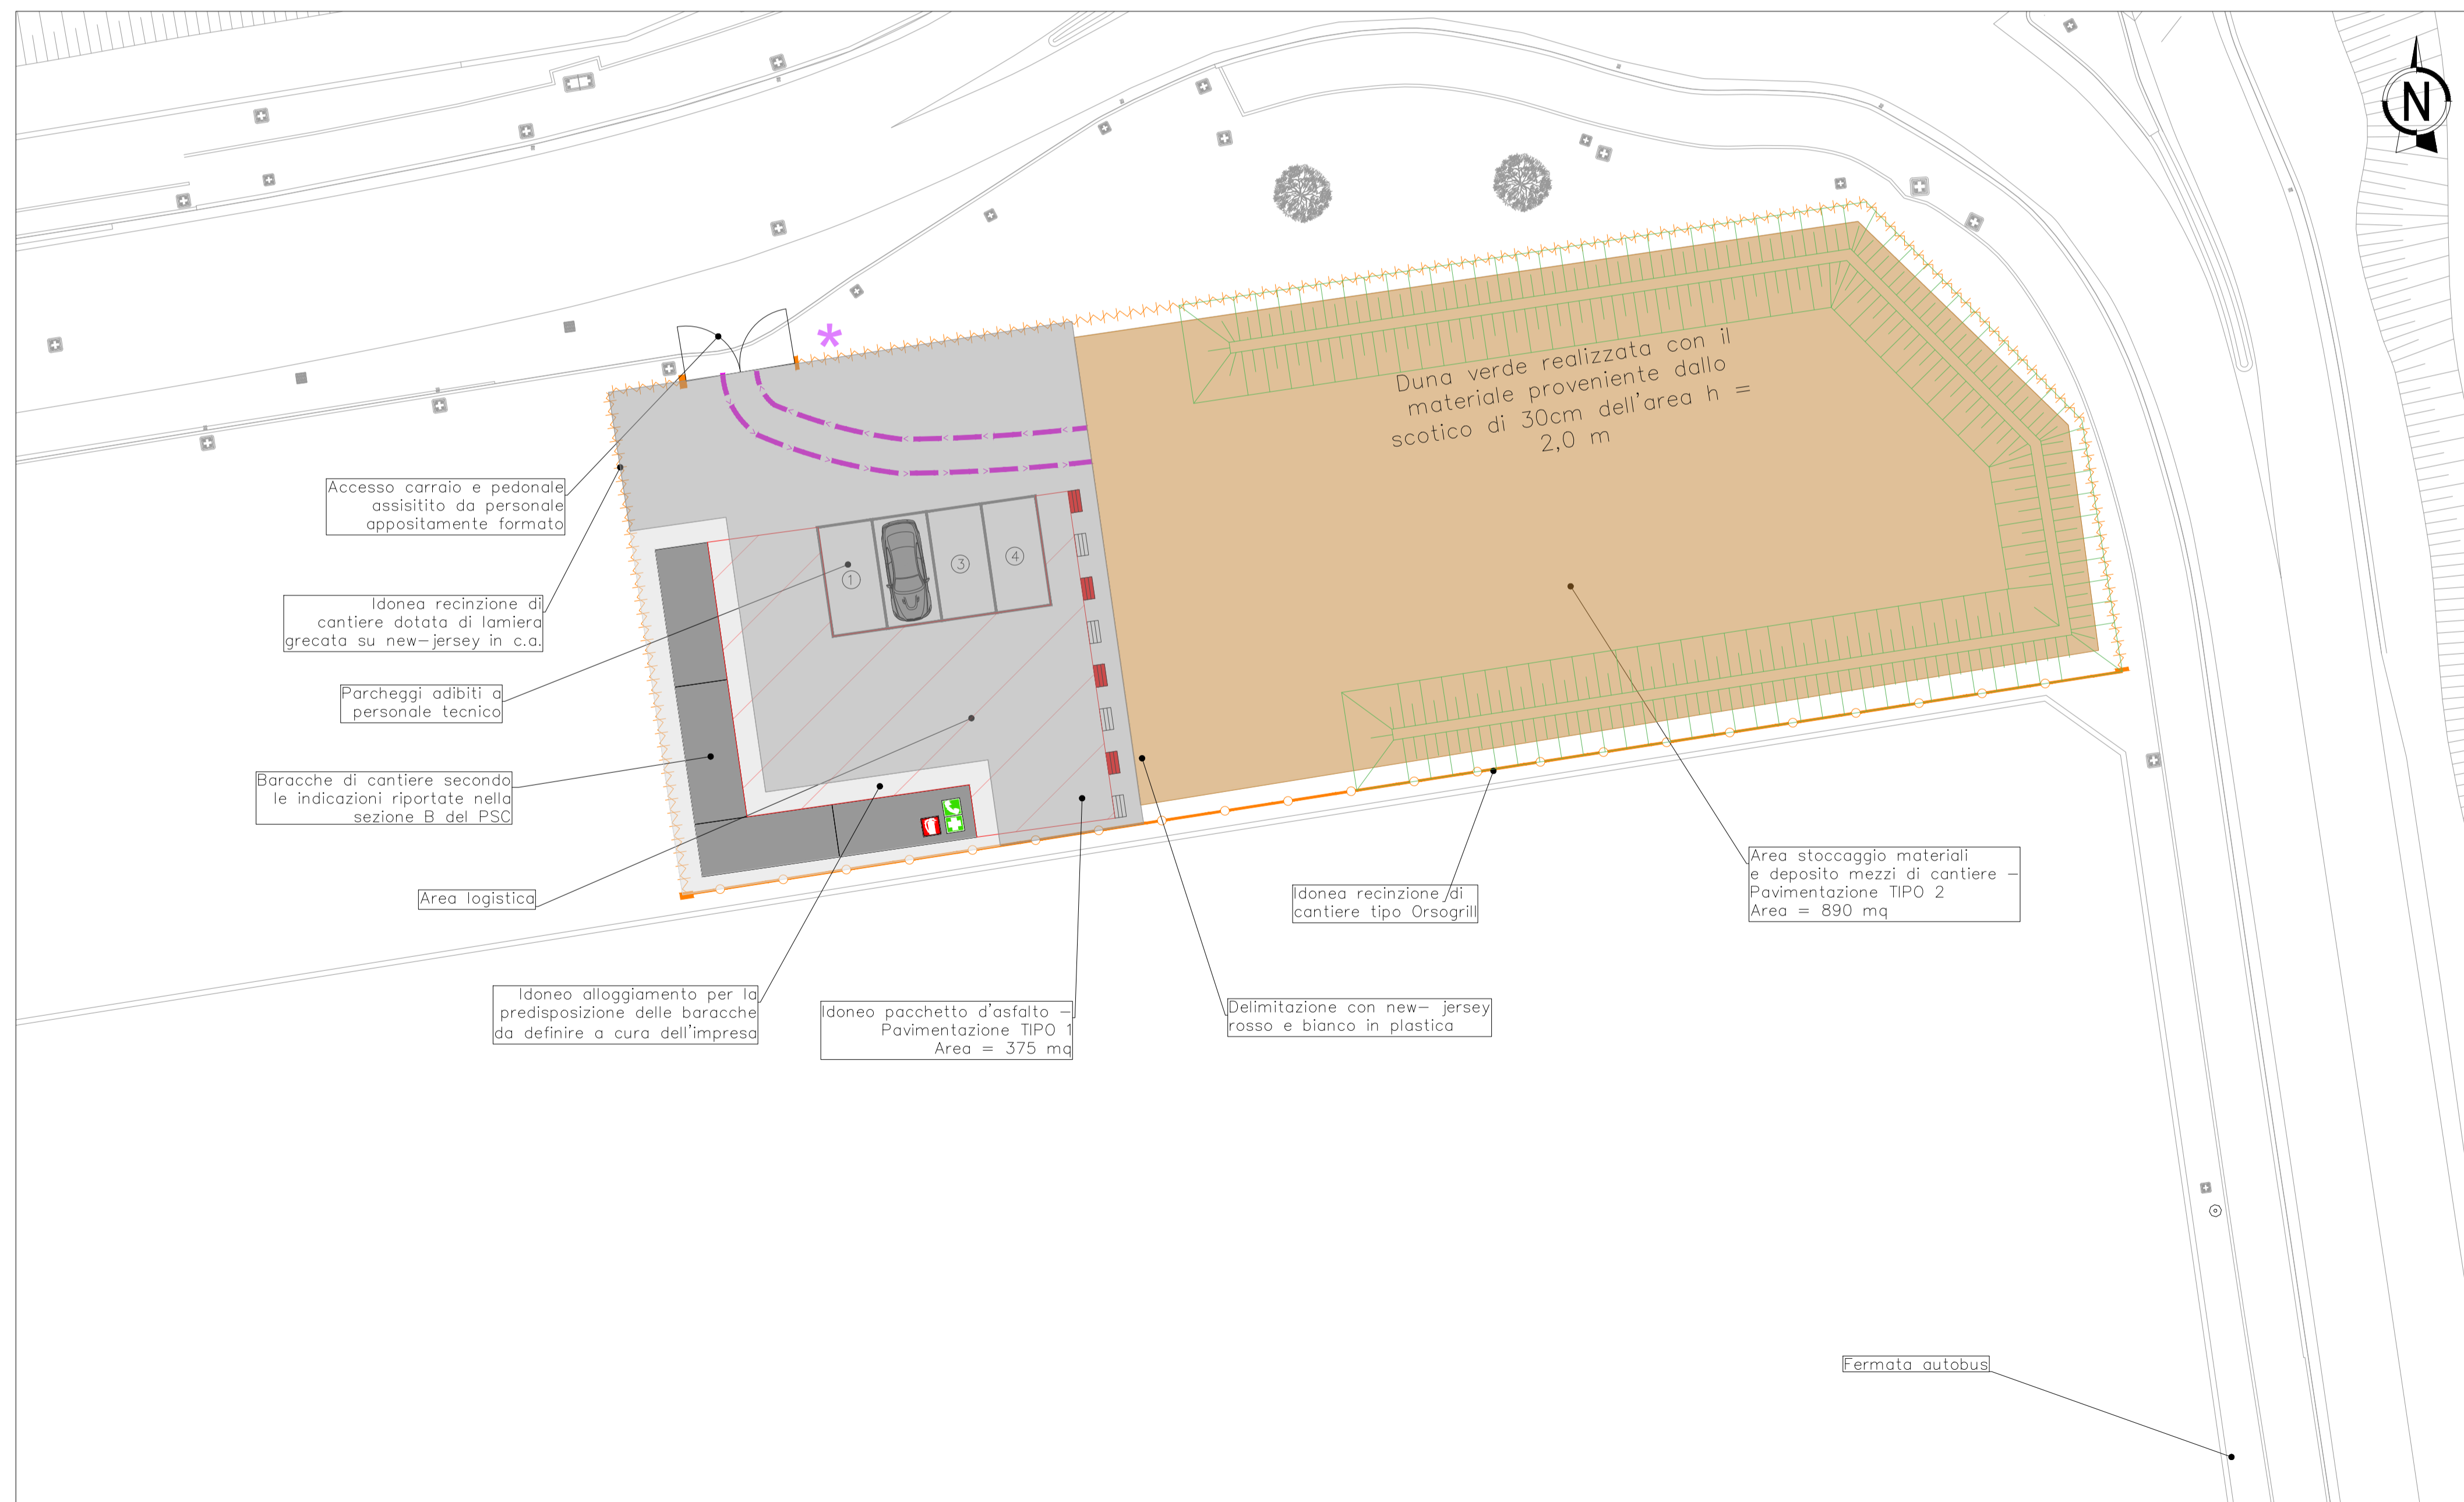 N
Duna verde realizzata con il
materiale proveniente dallo
scotico di 30cm dell'area h =
2,0 m
*
Accesso carraio e pedonale
assisitito da personale
appositamente formato
1
3
4
Idonea recinzione di
cantiere dotata di lamiera
grecata su new-jersey in c.a.
Parcheggi adibiti a
personale tecnico
Baracche di cantiere secondo
le indicazioni riportate nella
sezione B del PSC
Area logistica
Area stoccaggio materiali
e deposito mezzi di cantiere -
Pavimentazione TIPO 2
Area = 890 mq
Idonea recinzione di
cantiere tipo Orsogrill
Idoneo alloggiamento per la
predisposizione delle baracche
da definire a cura dell'impresa
Idoneo pacchetto d'asfalto -
Pavimentazione TIPO 1
Area = 375 mq
Delimitazione con new- jersey
rosso e bianco in plastica
Fermata autobus